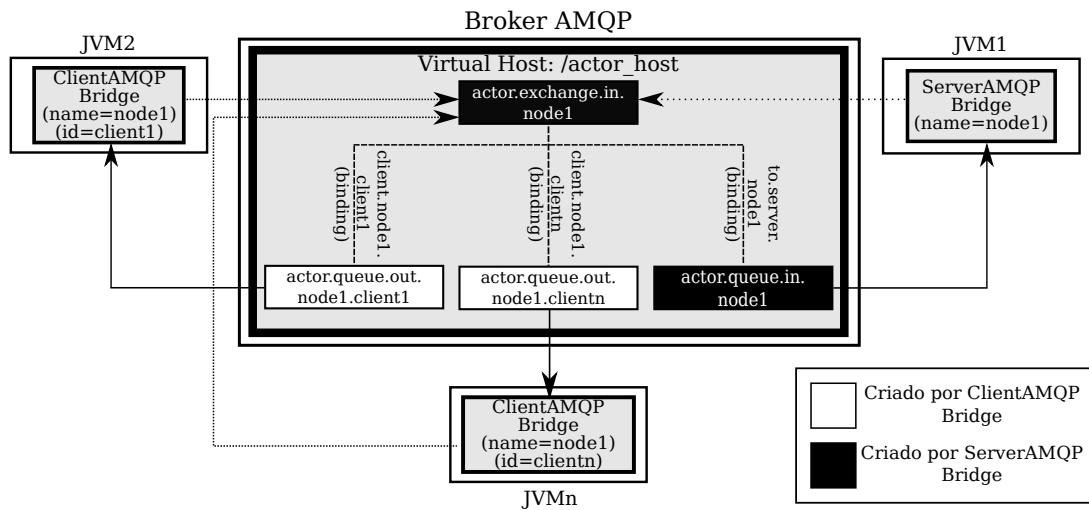 Broker AMQP
JVM2
ClientAMQP
Bridge
(name=node1)
(id=client1)
Virtual Host: /actor_host
actor.exchange.in.
node1
JVM1
ServerAMQP
Bridge
(name=node1)
client.node1.
client1
(binding)
client.node1.
clientn
(binding)
to.server.
node1
(binding)
actor.queue.out.
node1.client1
actor.queue.out.
node1.clientn
actor.queue.in.
node1
ClientAMQP
Bridge
(name=node1)
(id=clientn)
JVMn
Criado por ClientAMQP
Bridge
Criado por ServerAMQP
Bridge